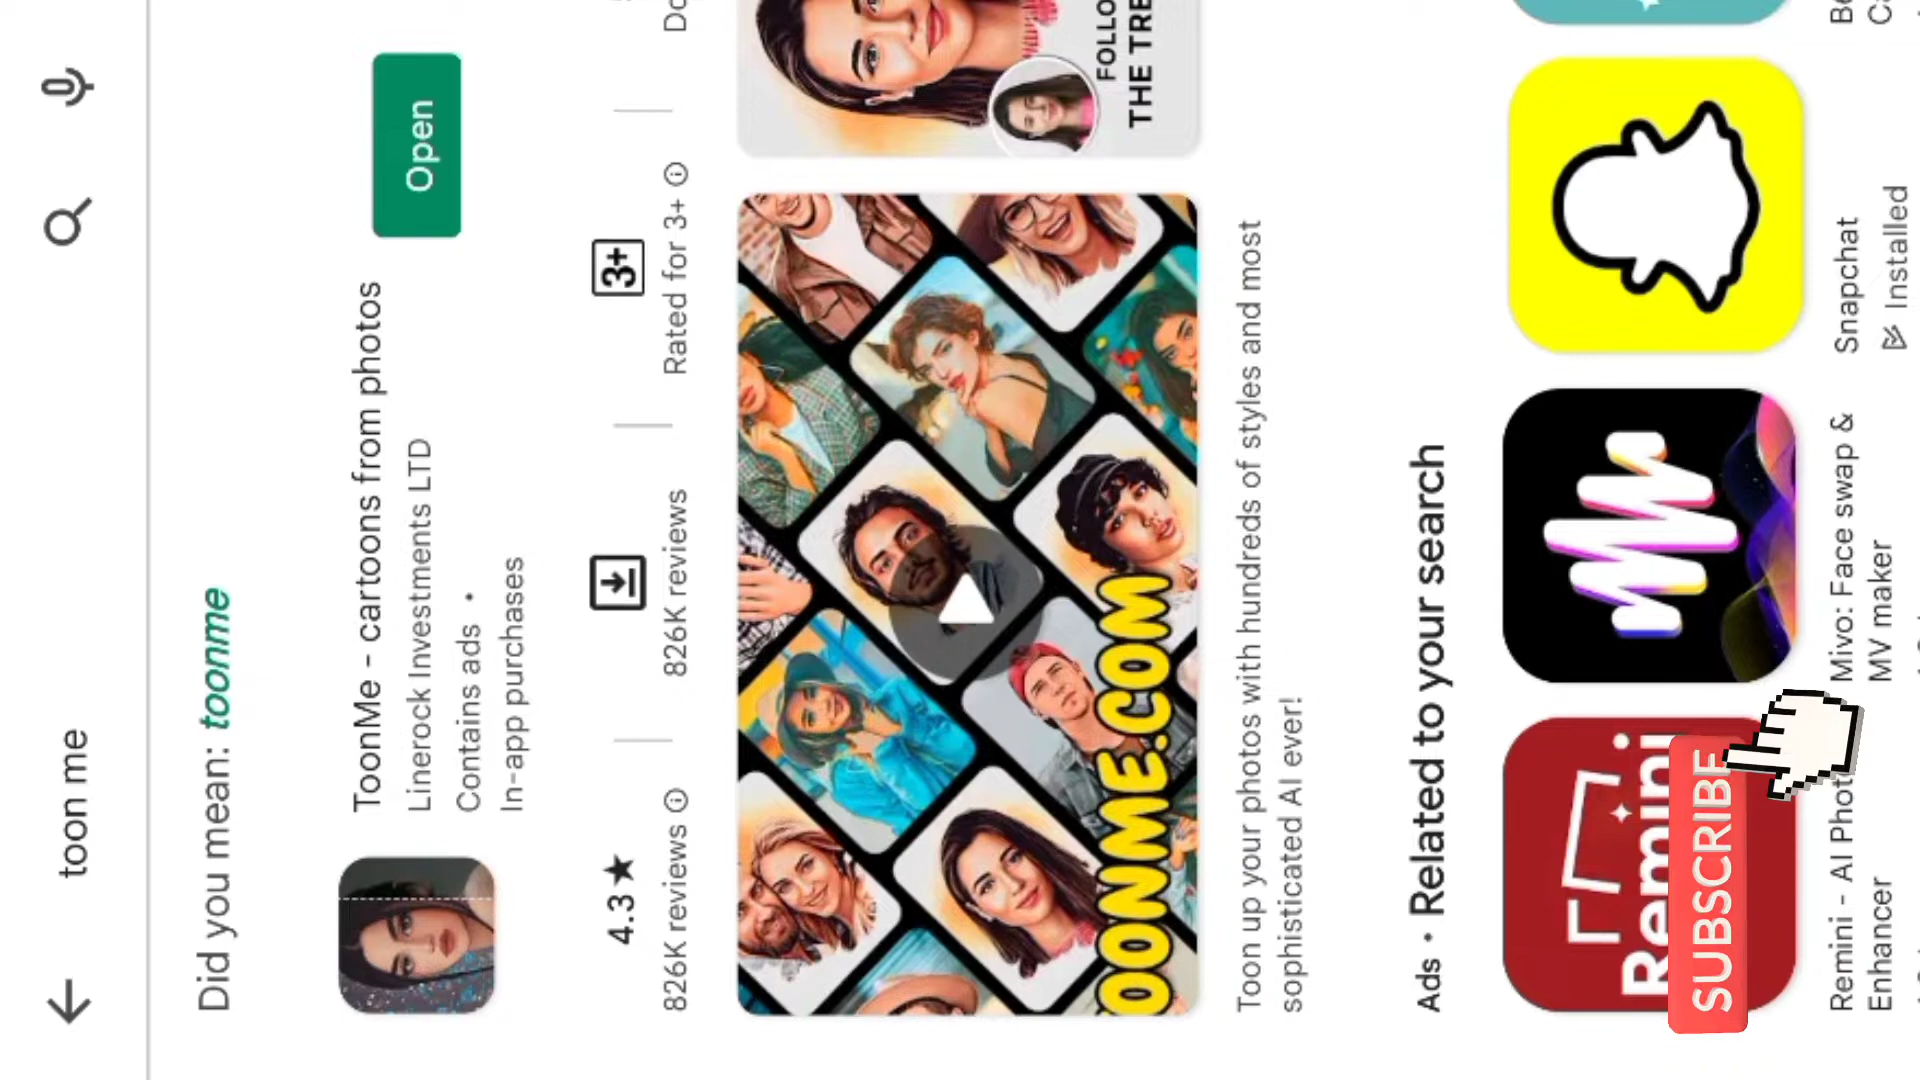 toon me
Did you mean: toonme
ToonMe - cartoons from photos
Linerock Investments LTD
Contains ads •
In-app purchases
Open
4.3★
826K reviews
826K reviews
3+
Rated for 3+
OONME.COM
FOLLO
THE TRE
Toon up your photos with hundreds of styles and most
sophisticated AI ever!
Ads • Related to your search
Remini
SUBSCRIBE
Remini - AI Phot
Enhancer
Mivo: Face swap &
MV maker
Snapchat
Installed